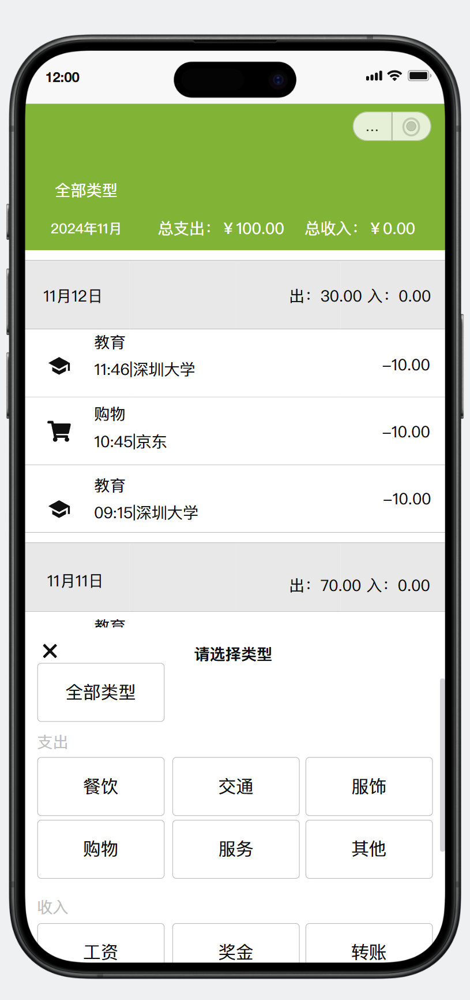 12:00
...
全部类型
2024年11月 总支出：￥100.00 总收入：￥0.00
11月12日 出：30.00 入：0.00
教育
11:46|深圳大学 –10.00
购物
10:45|京东 –10.00
教育
09:15|深圳大学 –10.00
11月11日 出：70.00 入：0.00
教育
请选择类型
全部类型
支出
餐饮 交通 服饰
购物 服务 其他
收入
工资 奖金 转账